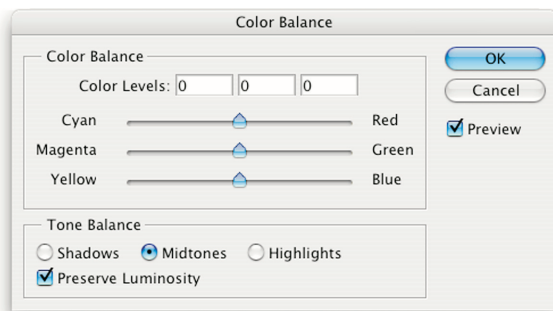 Color Balance
Color Balance
OK
Color Levels: 0 0 0
Cancel
Cyan Red
Preview
Magenta Green
Yellow Blue
Tone Balance
Shadows Midtones Highlights
Preserve Luminosity